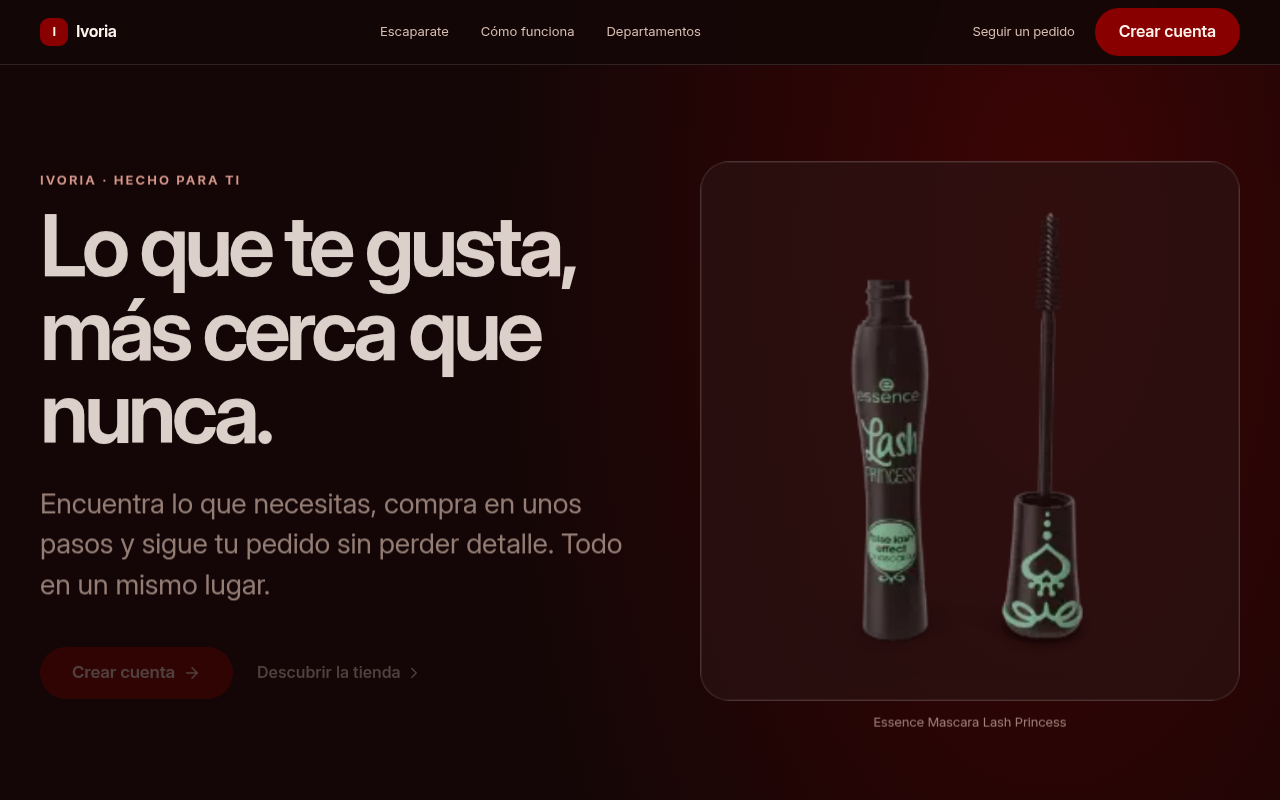 I Ivoria
Escaparate Cómo funciona Departamentos
Seguir un pedido Crear cuenta
IVORIA · HECHO PARA TI
Lo que te gusta,
más cerca que
nunca.
Encuentra lo que necesitas, compra en unos
pasos y sigue tu pedido sin perder detalle. Todo
en un mismo lugar.
Crear cuenta
Descubrir la tienda
essence
Lash
PRINCESS
false lash
effect
Essence Mascara Lash Princess